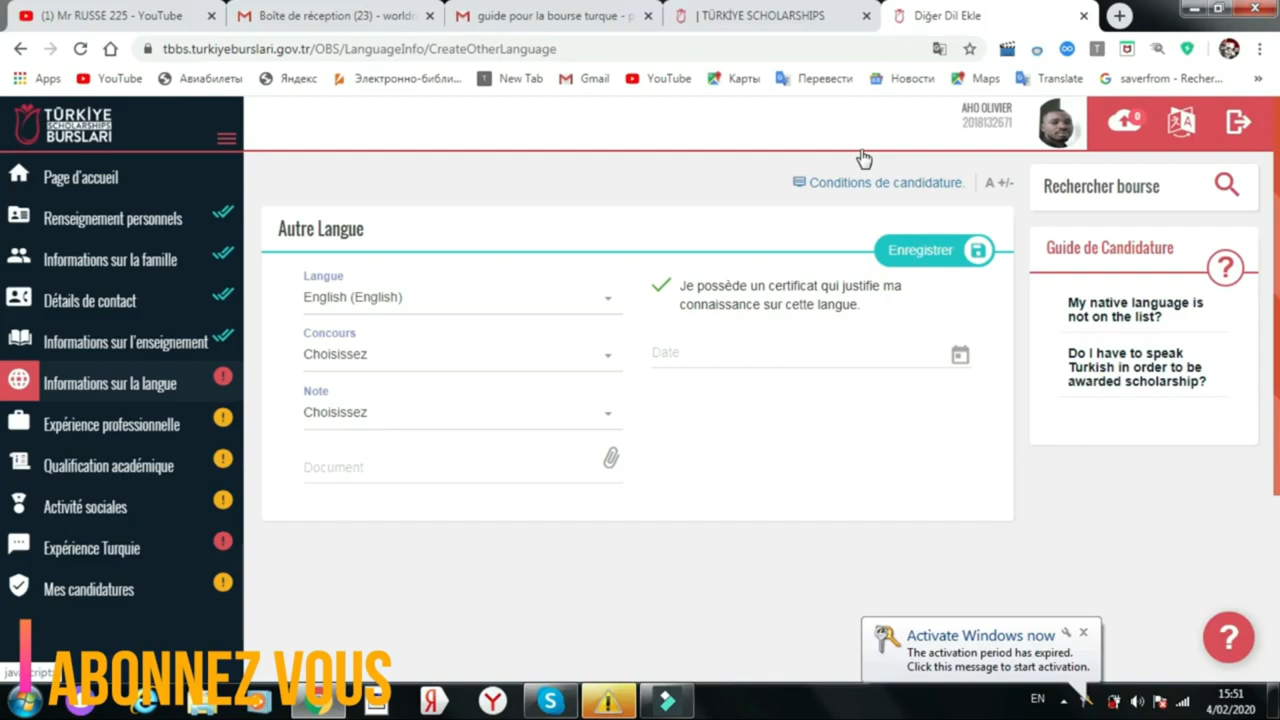 (1) Mr RUSSE 225 - YouTube
Boîte de réception (23) - worldn
guide pour la bourse turque - p
| TÜRKİYE SCHOLARSHIPS
Diğer Dil Ekle
tbbs.turkiyeburslari.gov.tr/OBS/LanguageInfo/CreateOtherLanguage
Apps
YouTube
Авиабилеты
Яндекс
Электронно-библи...
New Tab
Gmail
YouTube
Карты
Перевести
Новости
Maps
Translate
saverfrom - Recher...
»
TÜRKİYE
SCHOLARSHIPS
BURSLARI
AHO OLIVIER
2018132671
0
Conditions de candidature.
A +/-
Page d'accueil
Renseignement personnels
Informations sur la famille
Détails de contact
Informations sur l'enseignement
Informations sur la langue
Expérience professionnelle
Qualification académique
Activité sociales
Expérience Turquie
Mes candidatures
Autre Langue
Enregistrer
Langue
English (English)
Concours
Choisissez
Note
Choisissez
Document
Je possède un certificat qui justifie ma
connaissance sur cette langue.
Date
Rechercher bourse
Guide de Candidature
?
My native language is
not on the list?
Do I have to speak
Turkish in order to be
awarded scholarship?
Activate Windows now
The activation period has expired.
Click this message to start activation.
?
ABONNEZ VOUS
EN
15:51
4/02/2020